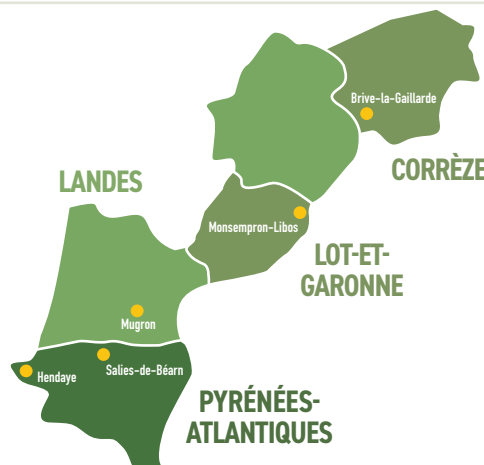 Brive-la-Gaillarde
CORRÈZE
LANDES
Monsempron-Libos
LOT-ET-
GARONNE
Mugron
Hendaye
Salies-de-Béarn
PYRÉNÉES-
ATLANTIQUES